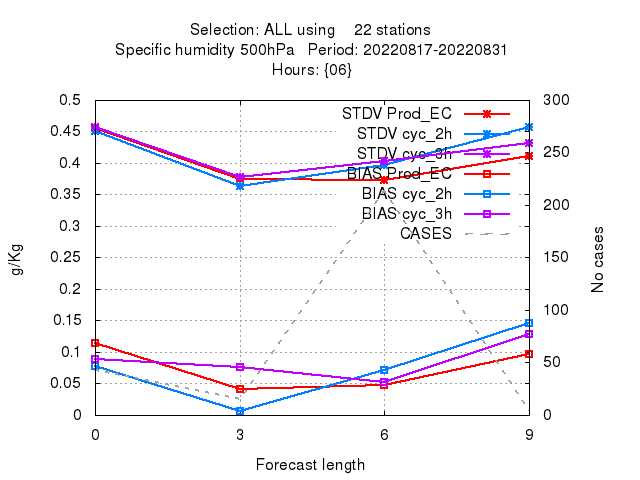 Selection: ALL using 22 stations
Specific humidity 500hPa Period: 20220817-20220831
Hours: {06}
0.5
0.45
0.4
0.35
0.3
0.25
0.2
0.15
0.1
0.05
0
300
250
200
150
100
50
0
STDV Prod_EC
STDV cyc_2h
STDV cyc_3h
BIAS Prod_EC
BIAS cyc_2h
BIAS cyc_3h
CASES
g/Kg
No cases
0 3 6 9
Forecast length